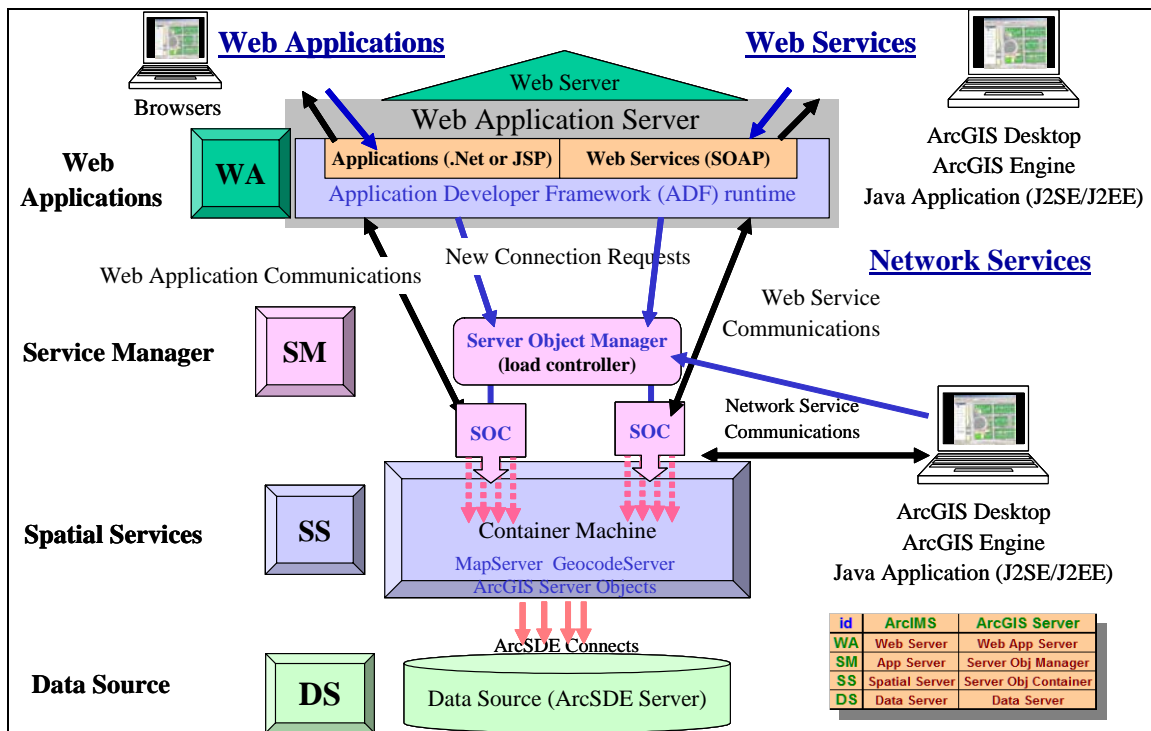 Web Applications
Web Services
Browsers
Web Server
Web Application Server
Applications (.Net or JSP)
Web Services (SOAP)
Application Developer Framework (ADF) runtime
Web
Applications
WA
ArcGIS Desktop
ArcGIS Engine
Java Application (J2SE/J2EE)
Web Application Communications
New Connection Requests
Network Services
Web Service
Communications
Service Manager
SM
Server Object Manager
(load controller)
SOC
SOC
Network Service
Communications
Spatial Services
SS
Container Machine
MapServer GeocodeServer
ArcGIS Server Objects
ArcGIS Desktop
ArcGIS Engine
Java Application (J2SE/J2EE)
ArcSDE Connects
Data Source
DS
Data Source (ArcSDE Server)
id ArcIMS ArcGIS Server
WA Web Server Web App Server
SM App Server Server Obj Manager
SS Spatial Server Server Obj Container
DS Data Server Data Server